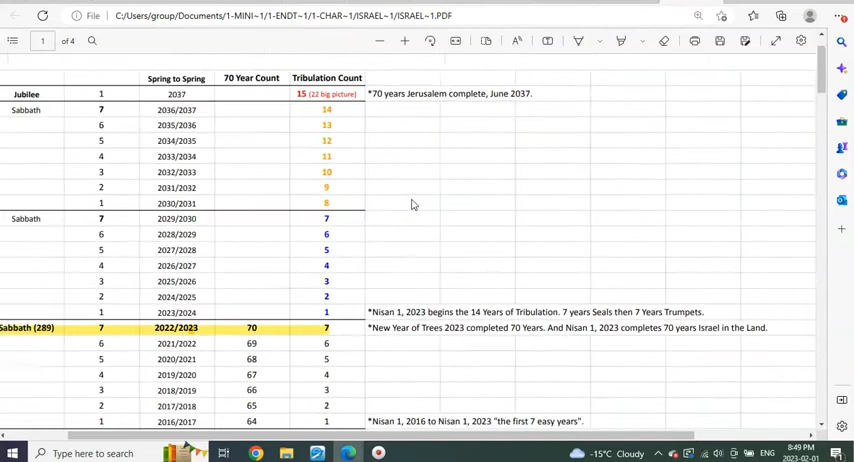 File | C:/Users/group/Documents/1-MINI~1/1-ENDT~1/1-CHAR~1/ISRAEL~1/ISRAEL~1.PDF
1 of 4
Spring to Spring 70 Year Count Tribulation Count
Jubilee 1 2037 15 (22 big picture) *70 years Jerusalem complete, June 2037.
Sabbath 7 2036/2037 14
6 2035/2036 13
5 2034/2035 12
4 2033/2034 11
3 2032/2033 10
2 2031/2032 9
1 2030/2031 8
Sabbath 7 2029/2030 7
6 2028/2029 6
5 2027/2028 5
4 2026/2027 4
3 2025/2026 3
2 2024/2025 2
1 2023/2024 1 *Nisan 1, 2023 begins the 14 Years of Tribulation. 7 years Seals then 7 Years Trumpets.
Sabbath (289) 7 2022/2023 70 7 *New Year of Trees 2023 completed 70 Years. And Nisan 1, 2023 completes 70 years Israel in the Land.
6 2021/2022 69 6
5 2020/2021 68 5
4 2019/2020 67 4
3 2018/2019 66 3
2 2017/2018 65 2
1 2016/2017 64 1 *Nisan 1, 2016 to Nisan 1, 2023 "the first 7 easy years".
Type here to search
-15°C Cloudy
ENG
8:49 PM
2023-02-01